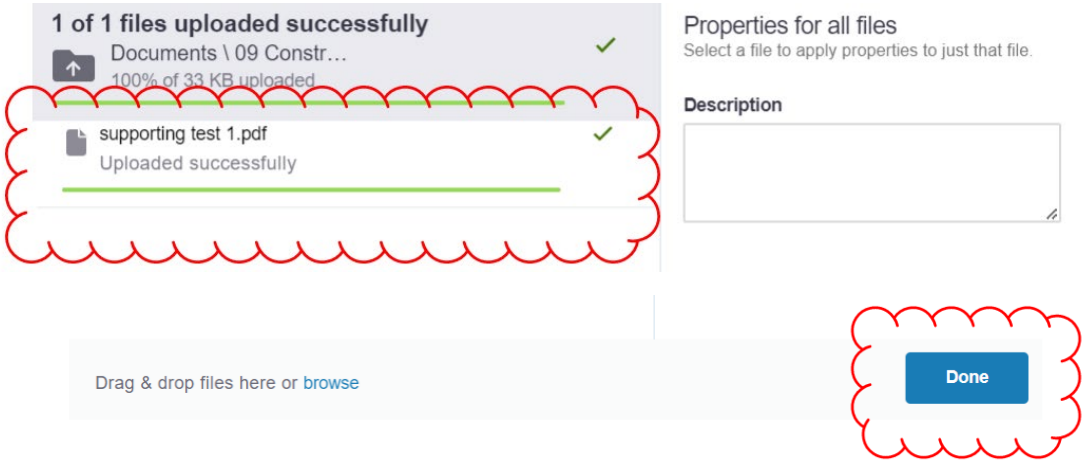 1 of 1 files uploaded successfully
Documents \ 09 Constr...
100% of 33 KB uploaded
supporting test 1.pdf
Uploaded successfully
Properties for all files
Select a file to apply properties to just that file.
Description
Drag & drop files here or browse
Done